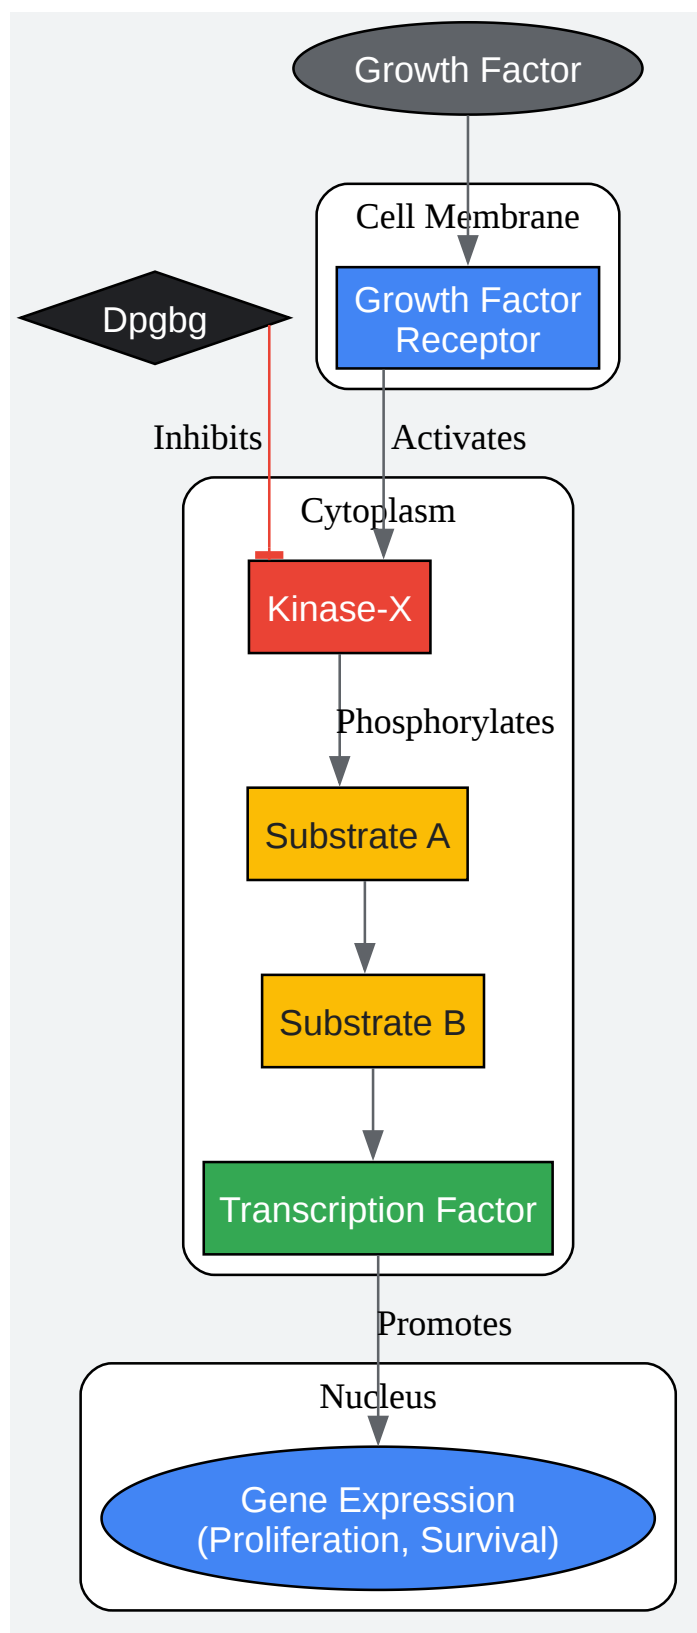 Growth Factor
Cell Membrane
Growth Factor
Receptor
Dpgbg
Inhibits
Activates
Cytoplasm
Kinase-X
Phosphorylates
Substrate A
Substrate B
Transcription Factor
Promotes
Nucleus
Gene Expression
(Proliferation, Survival)